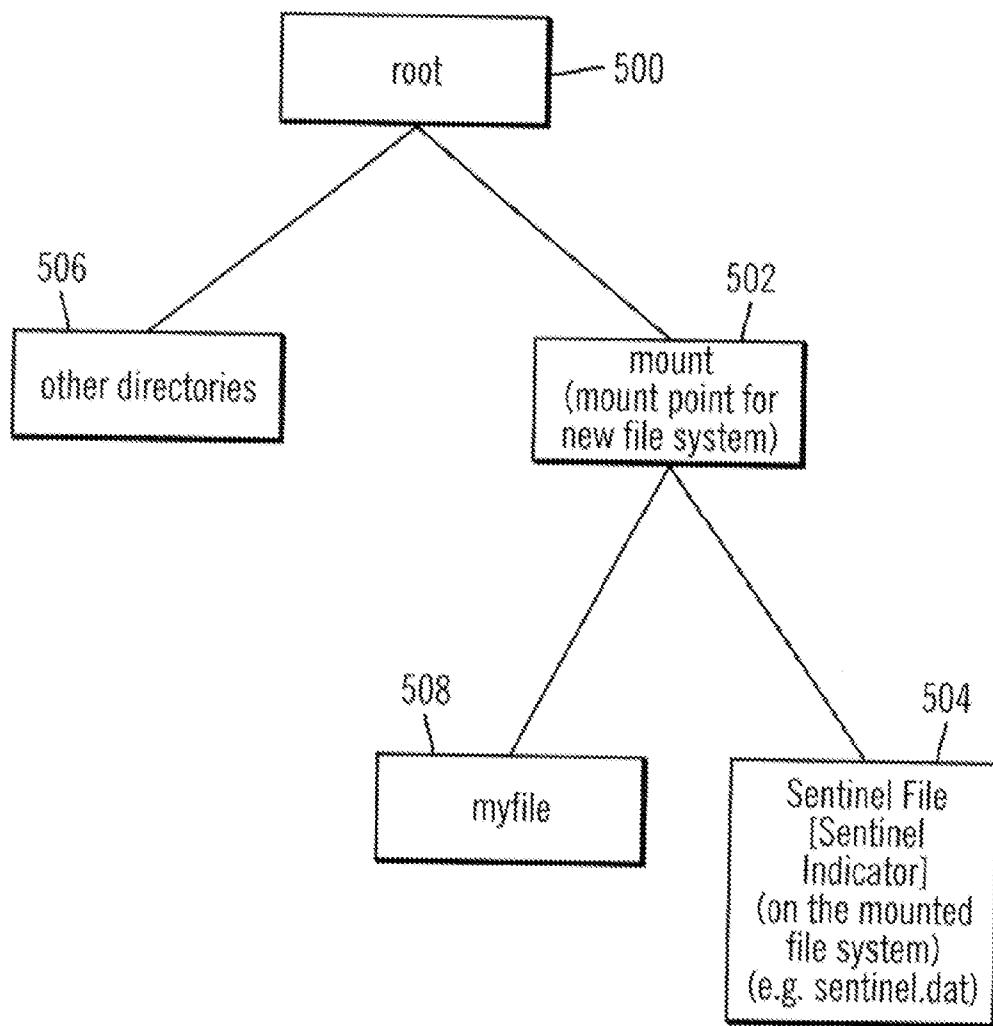 root
500
506
502
other directories
mount
(mount point for
new file system)
508
504
myfile
Sentinel File
[Sentinel
Indicator]
(on the mounted
file system)
(e.g. sentinel.dat)